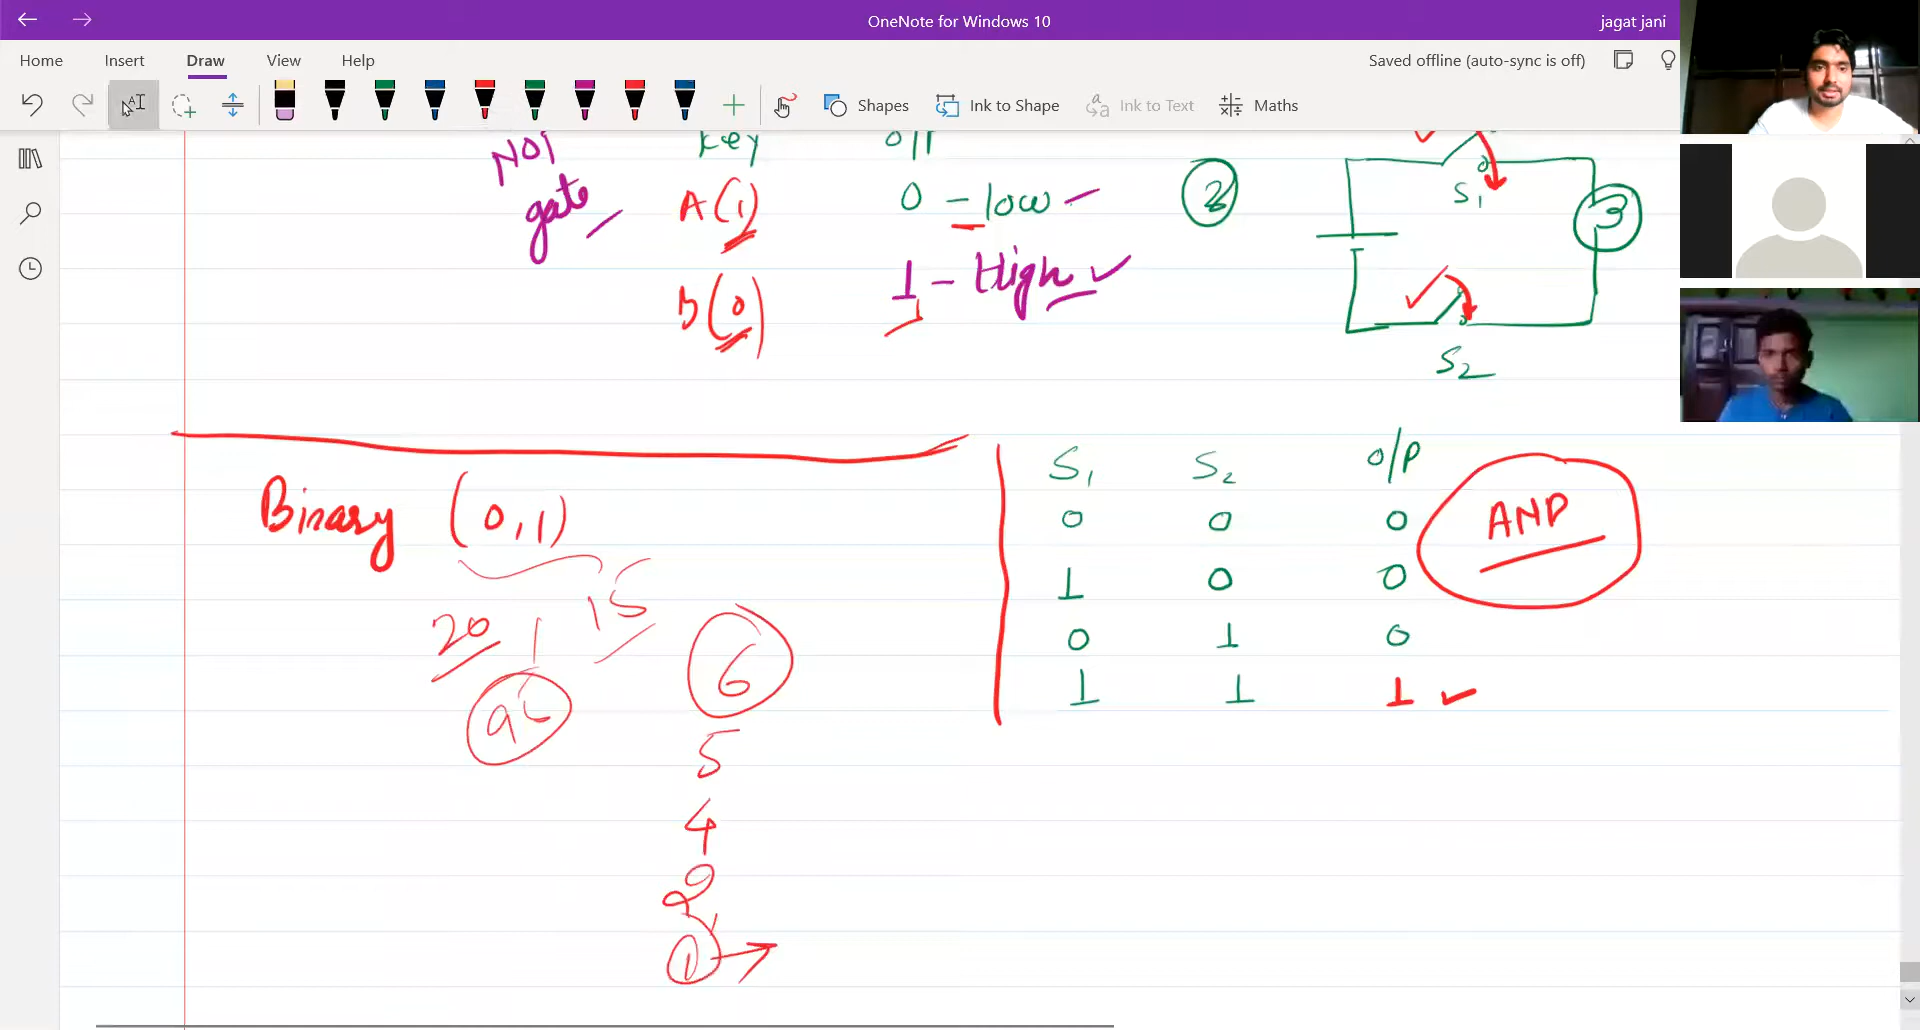 OneNote for Windows 10
jagat jani
Home Insert Draw View Help
Saved offline (auto-sync is off)
Shapes Ink to Shape Ink to Text Maths
NOT gate
key O/P
A(1) 0 - low
B(0) 1 - High
2
S1
3
S2
Binary (0,1)
20 1 15
6
5
4
1
S1 S2 O/P
0 0 0
1 0 0
0 1 0
1 1 1
AND